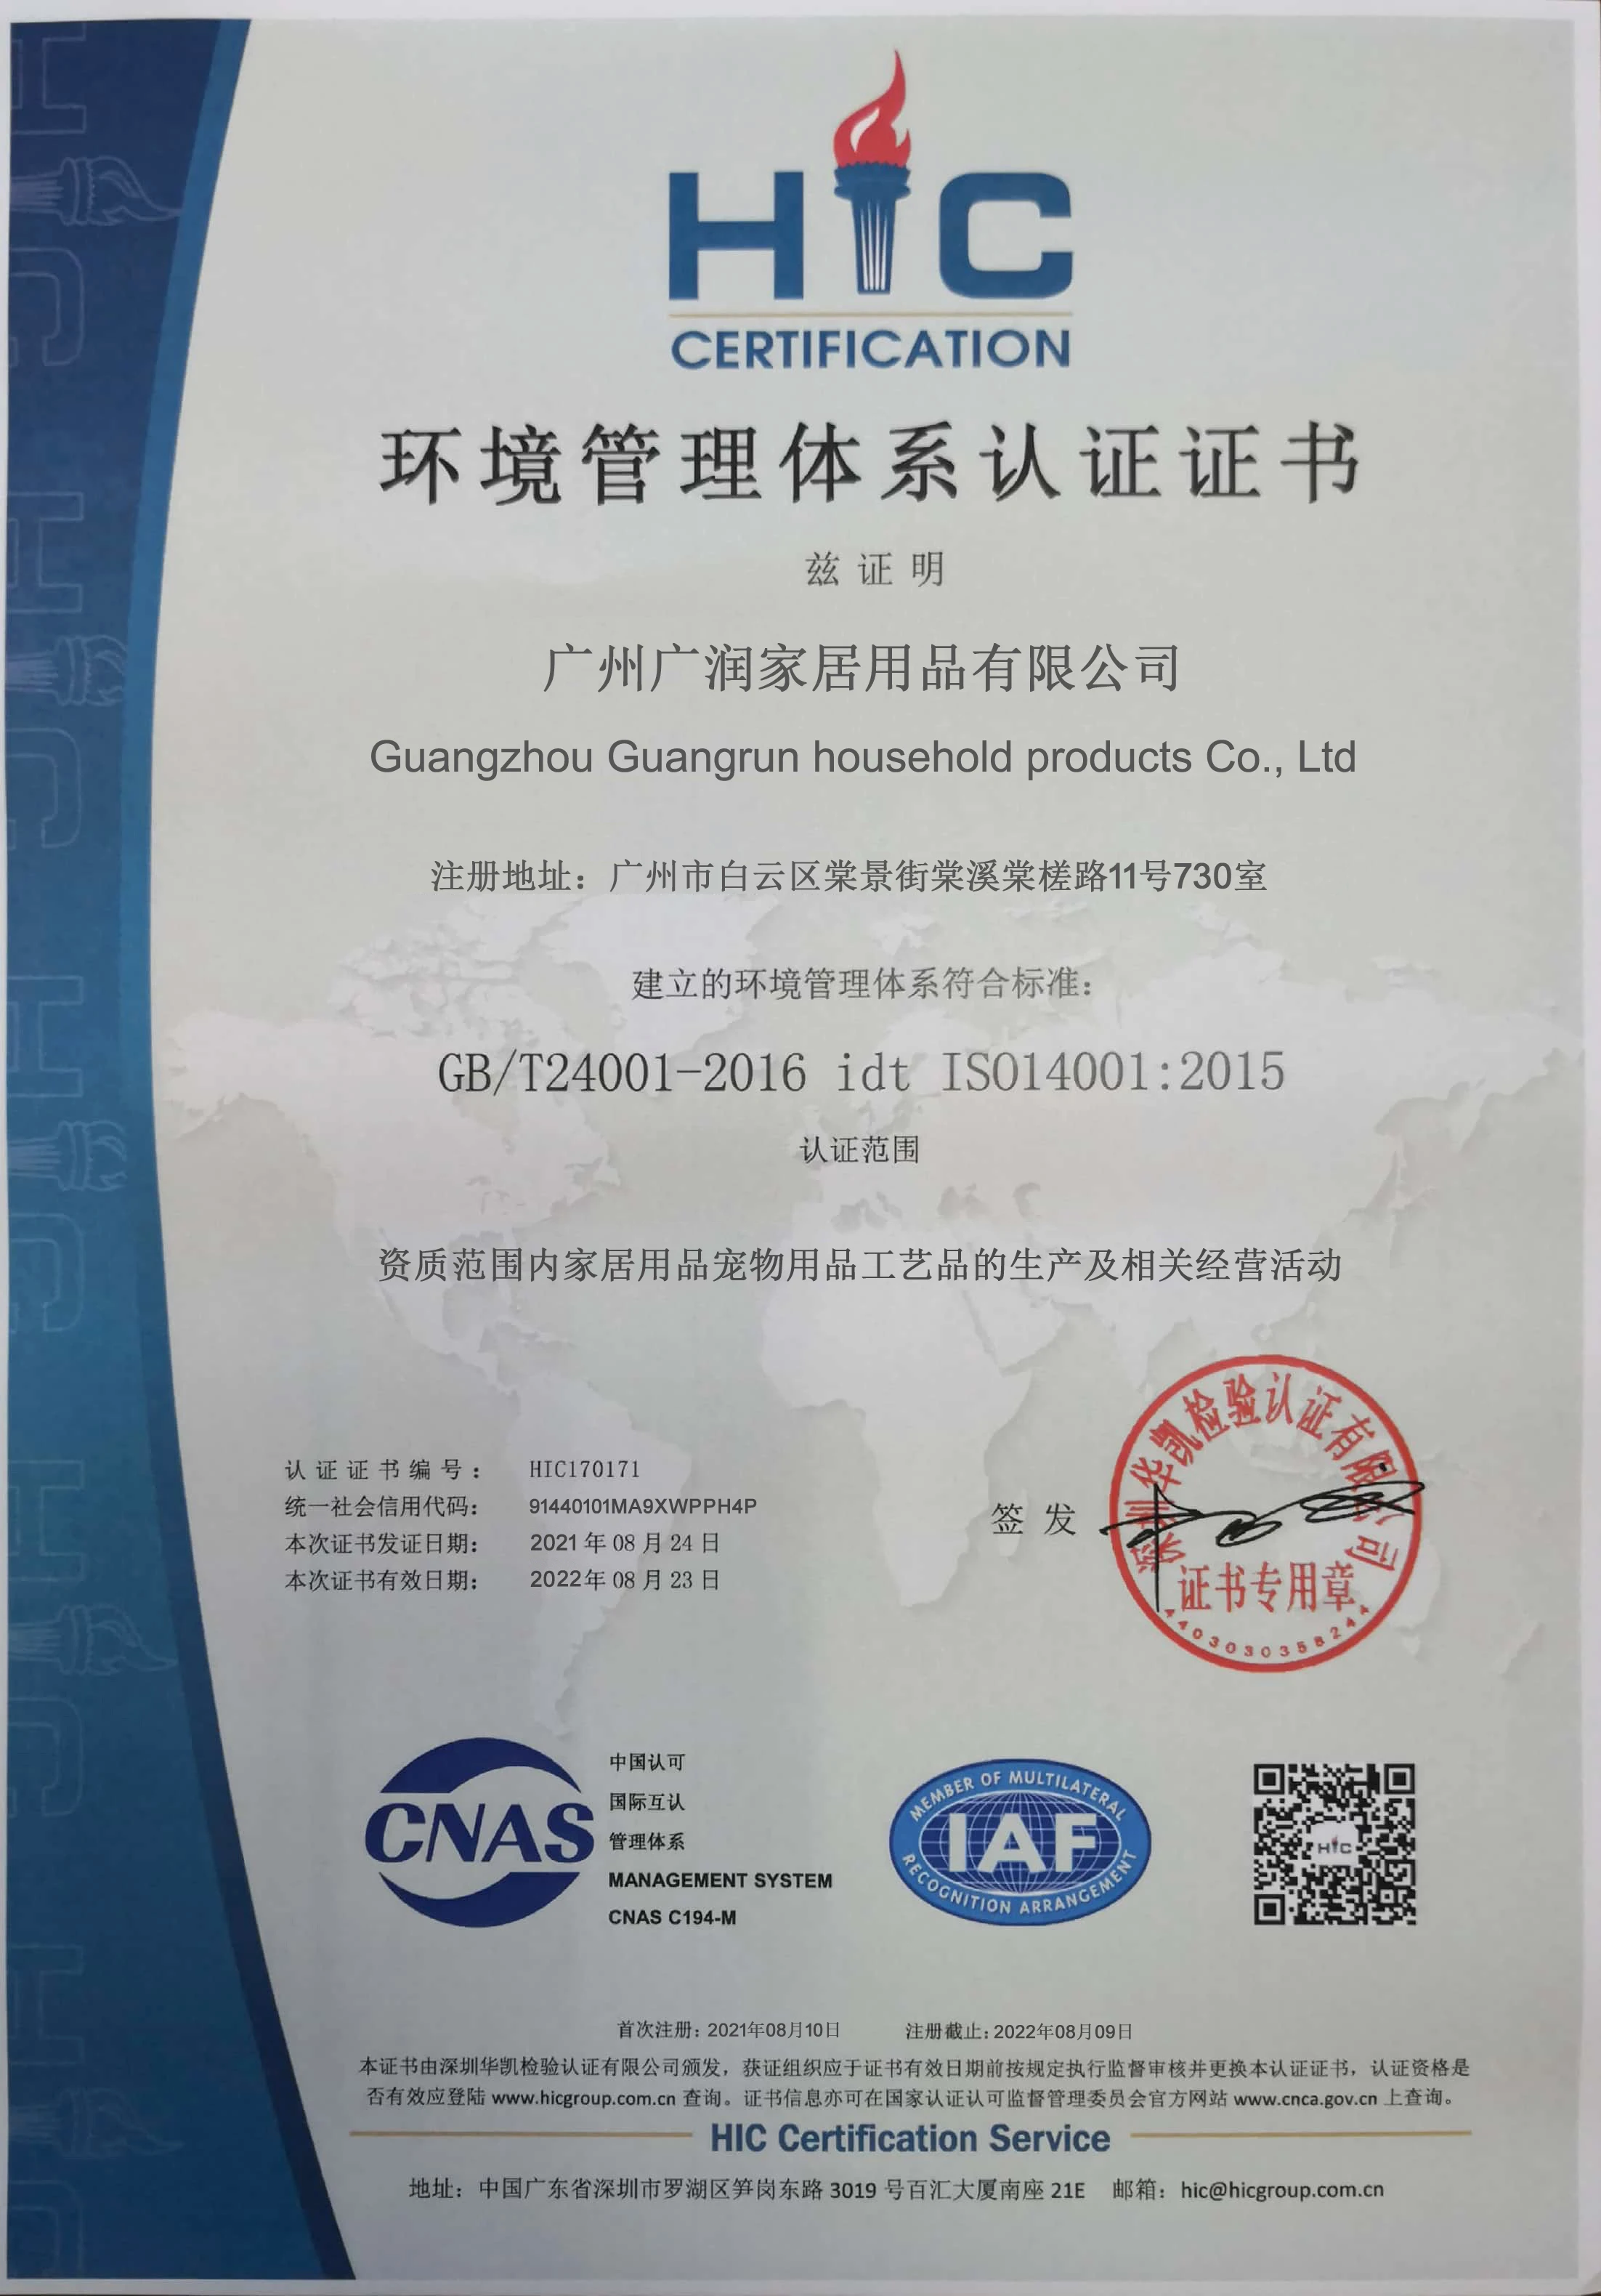 HIC
CERTIFICATION
环境管理体系认证证书
兹证明
广州广润家居用品有限公司
Guangzhou Guangrun household products Co., Ltd
注册地址：广州市白云区棠景街棠溪棠槎路11号730室
建立的环境管理体系符合标准：
GB/T24001-2016 idt ISO14001:2015
认证范围
资质范围内家居用品宠物用品工艺品的生产及相关经营活动
认证证书编号： HIC170171
统一社会信用代码： 91440101MA9XWPPH4P
本次证书发证日期： 2021年08月24日
本次证书有效日期： 2022年08月23日
签发
深圳华凯检验认证有限公司
证书专用章
CNAS
中国认可
国际互认
管理体系
MANAGEMENT SYSTEM
CNAS C194-M
MEMBER OF MULTILATERAL
IAF
RECOGNITION ARRANGEMENT
HIC
首次注册：2021年08月10日 注册截止：2022年08月09日
本证书由深圳华凯检验认证有限公司颁发，获证组织应于证书有效日期前按规定执行监督审核并更换本认证证书，认证资格是
否有效应登陆 www.hicgroup.com.cn 查询。证书信息亦可在国家认证认可监督管理委员会官方网站 www.cnca.gov.cn 上查询。
HIC Certification Service
地址：中国广东省深圳市罗湖区笋岗东路 3019 号百汇大厦南座 21E 邮箱：hic@hicgroup.com.cn